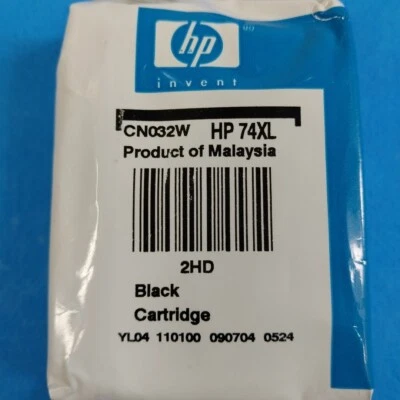 hp
invent
CN032W HP 74XL
Product of Malaysia
2HD
Black
Cartridge
YL04 110100 090704 0524